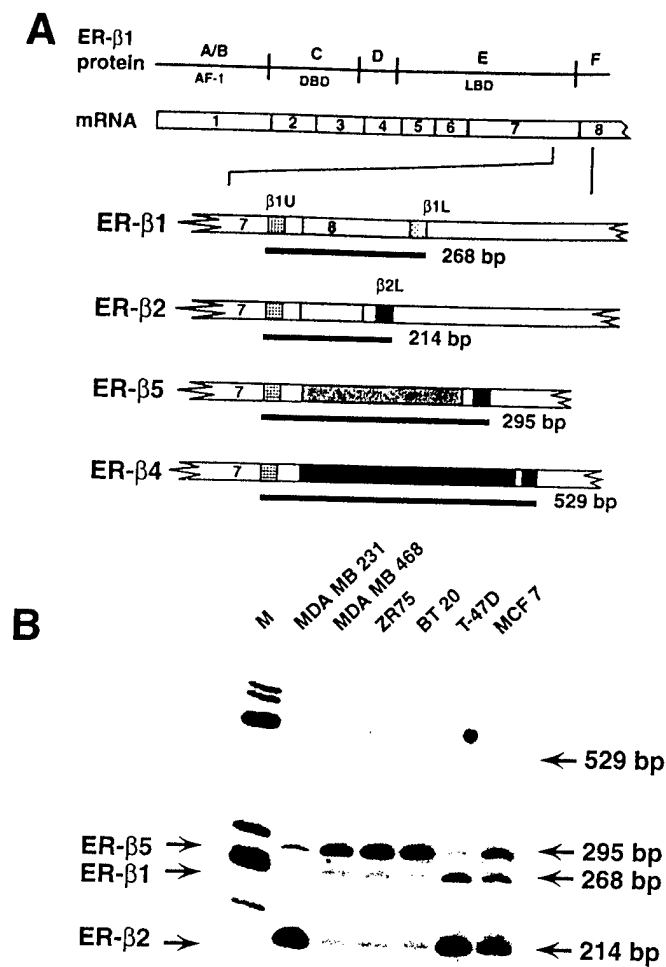 A
ER-β1 protein
A/B C D E F
AF-1 DBD LBD
mRNA 1 2 3 4 5 6 7 8
β1U β1L
ER-β1 7 8
268 bp
β2L
ER-β2 7
214 bp
ER-β5 7
295 bp
ER-β4 7
529 bp
B
M MDA MB 231 MDA MB 468 ZR75 BT 20 T-47D MCF 7
529 bp
ER-β5 295 bp
ER-β1 268 bp
ER-β2 214 bp